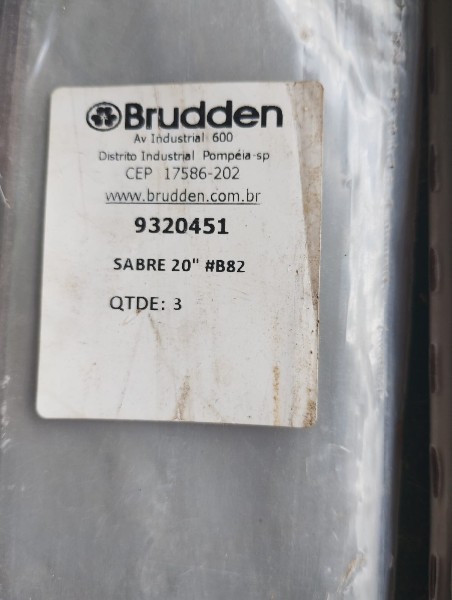 Brudden
Av Industrial 600
Distrito Industrial Pompéia-sp
CEP 17586-202
www.brudden.com.br
9320451
SABRE 20" #B82
QTDE: 3